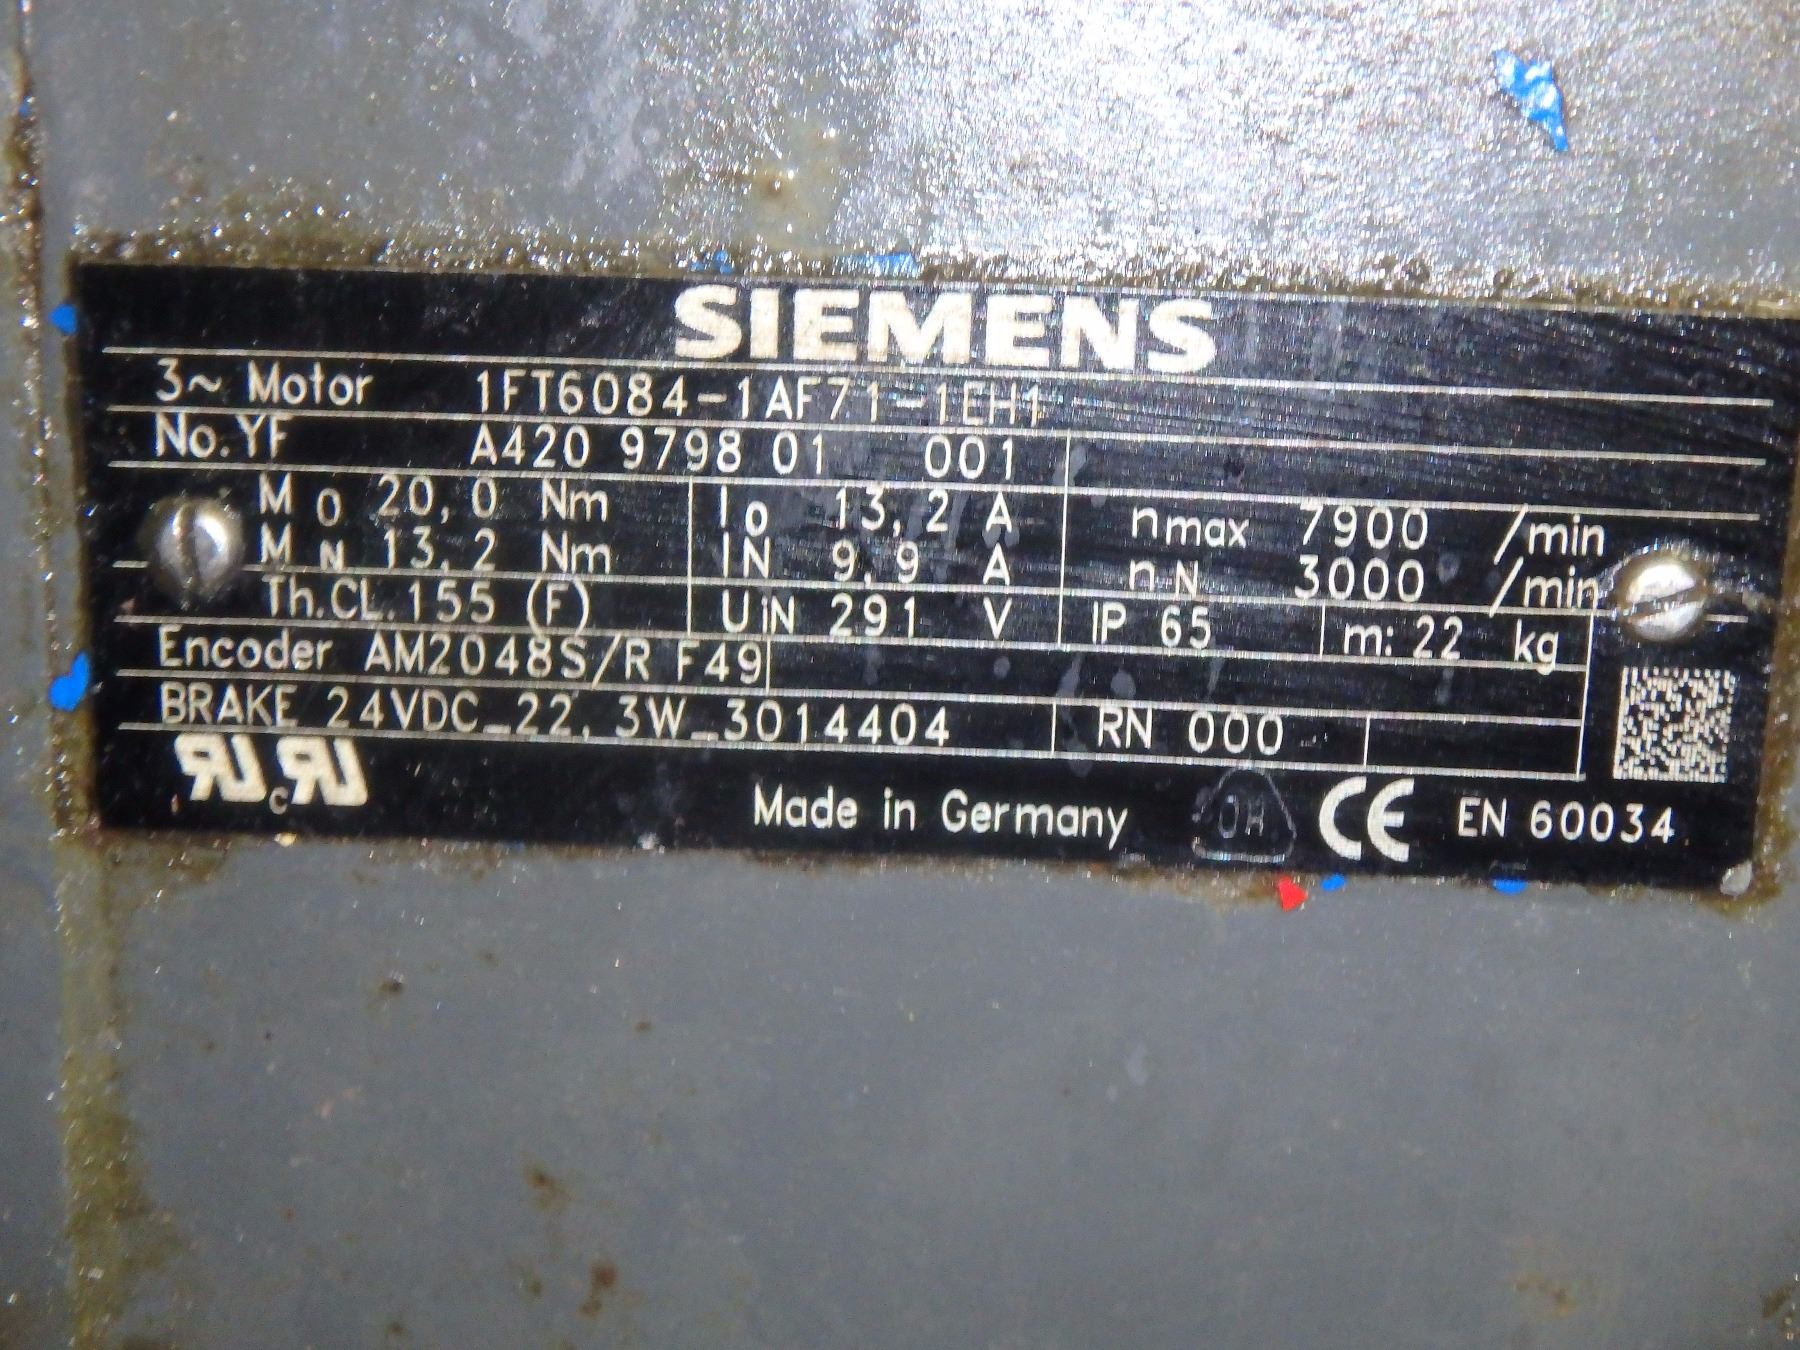 SIEMENS
3~ Motor 1FT6084-1AF71-1EH1
No.YF A420 9798 01 001
M0 20,0 Nm I0 13,2 A nmax 7900 /min
MN 13,2 Nm IN 9,9 A nN 3000 /min
Th.CL.155 (F) UiN 291 V IP 65 m: 22 kg
Encoder AM2048S/R F49
BRAKE 24VDC_22,3W_3014404 RN 000
Made in Germany CE EN 60034